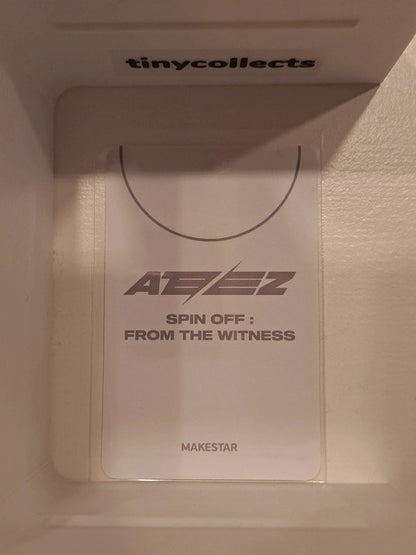 tinycollects
ATEEZ
SPIN OFF :
FROM THE WITNESS
MAKESTAR